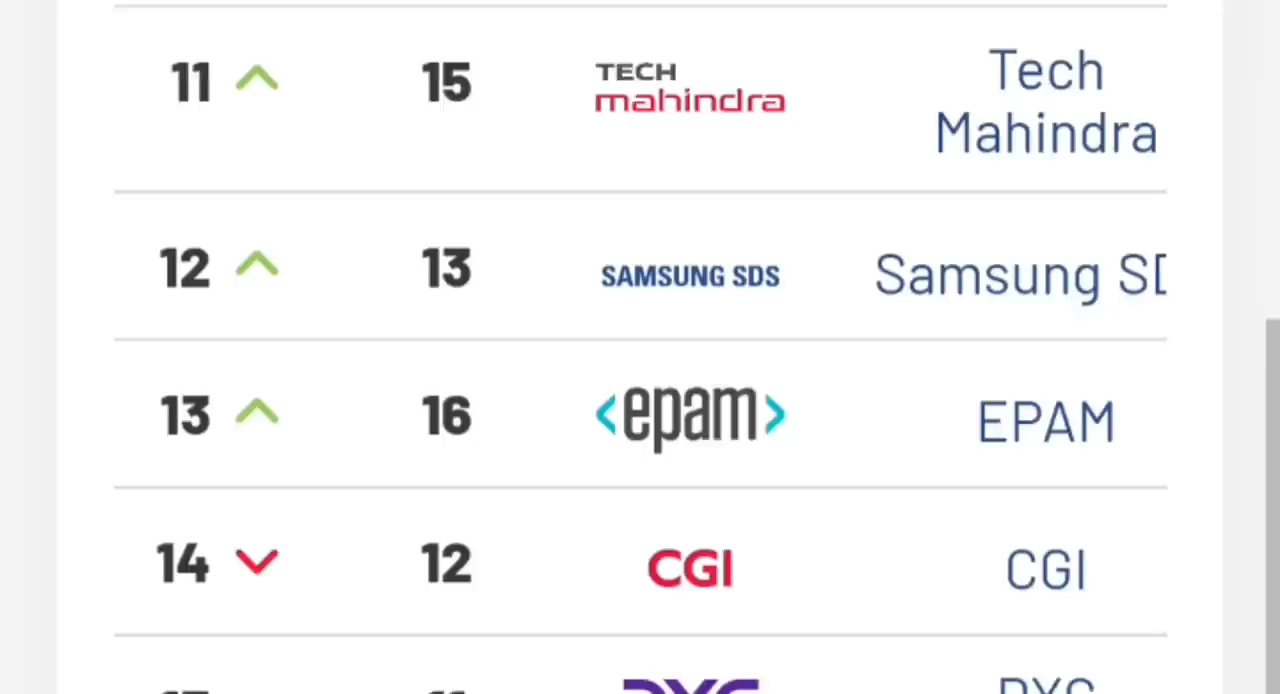 11 15 TECH mahindra Tech Mahindra
12 13 SAMSUNG SDS Samsung SD
13 16 <epam> EPAM
14 12 CGI CGI